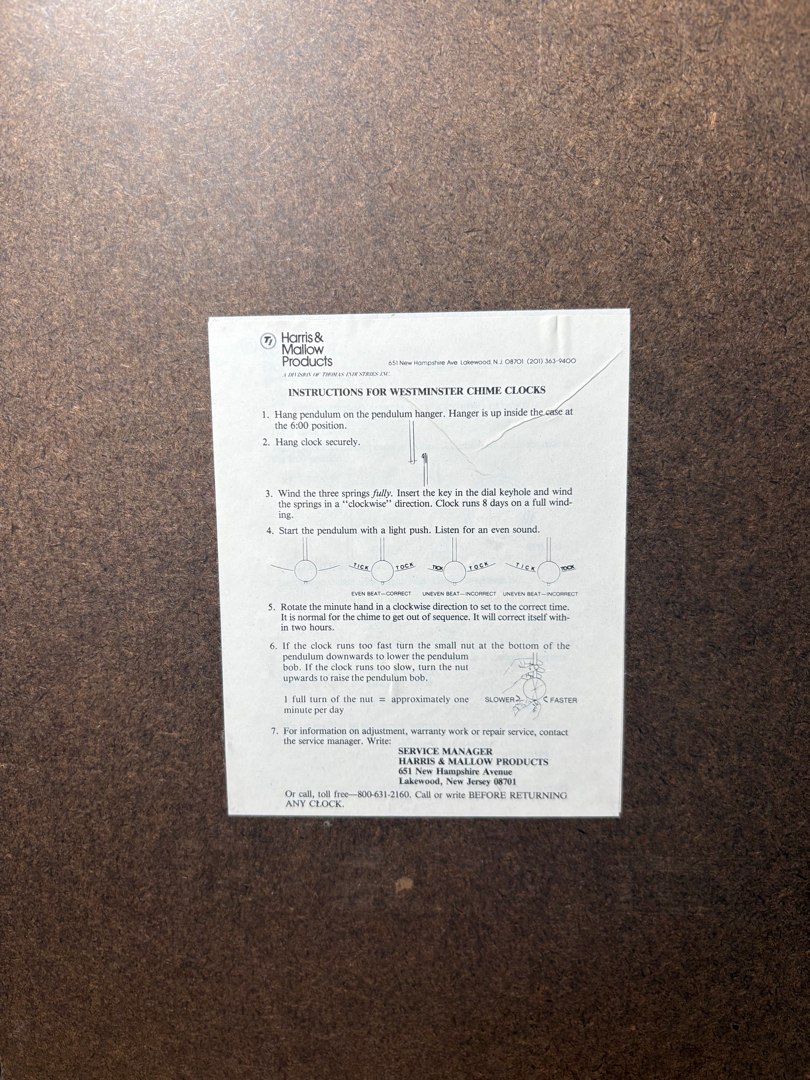 TI
Harris &
Mallow
Products
651 New Hampshire Ave. Lakewood, N.J. 08701 (201) 363-9400
A DIVISION OF THOMAS INDUSTRIES INC.
INSTRUCTIONS FOR WESTMINSTER CHIME CLOCKS
1. Hang pendulum on the pendulum hanger. Hanger is up inside the case at
the 6:00 position.
2. Hang clock securely.
3. Wind the three springs fully. Insert the key in the dial keyhole and wind
the springs in a “clockwise” direction. Clock runs 8 days on a full wind-
ing.
4. Start the pendulum with a light push. Listen for an even sound.
TICK TOCK TICK TOCK TICK TOCK
EVEN BEAT—CORRECT UNEVEN BEAT—INCORRECT UNEVEN BEAT—INCORRECT
5. Rotate the minute hand in a clockwise direction to set to the correct time.
It is normal for the chime to get out of sequence. It will correct itself with-
in two hours.
6. If the clock runs too fast turn the small nut at the bottom of the
pendulum downwards to lower the pendulum
bob. If the clock runs too slow, turn the nut
upwards to raise the pendulum bob.
1 full turn of the nut = approximately one
minute per day
SLOWER FASTER
7. For information on adjustment, warranty work or repair service, contact
the service manager. Write:
SERVICE MANAGER
HARRIS & MALLOW PRODUCTS
651 New Hampshire Avenue
Lakewood, New Jersey 08701
Or call, toll free—800-631-2160. Call or write BEFORE RETURNING
ANY CLOCK.